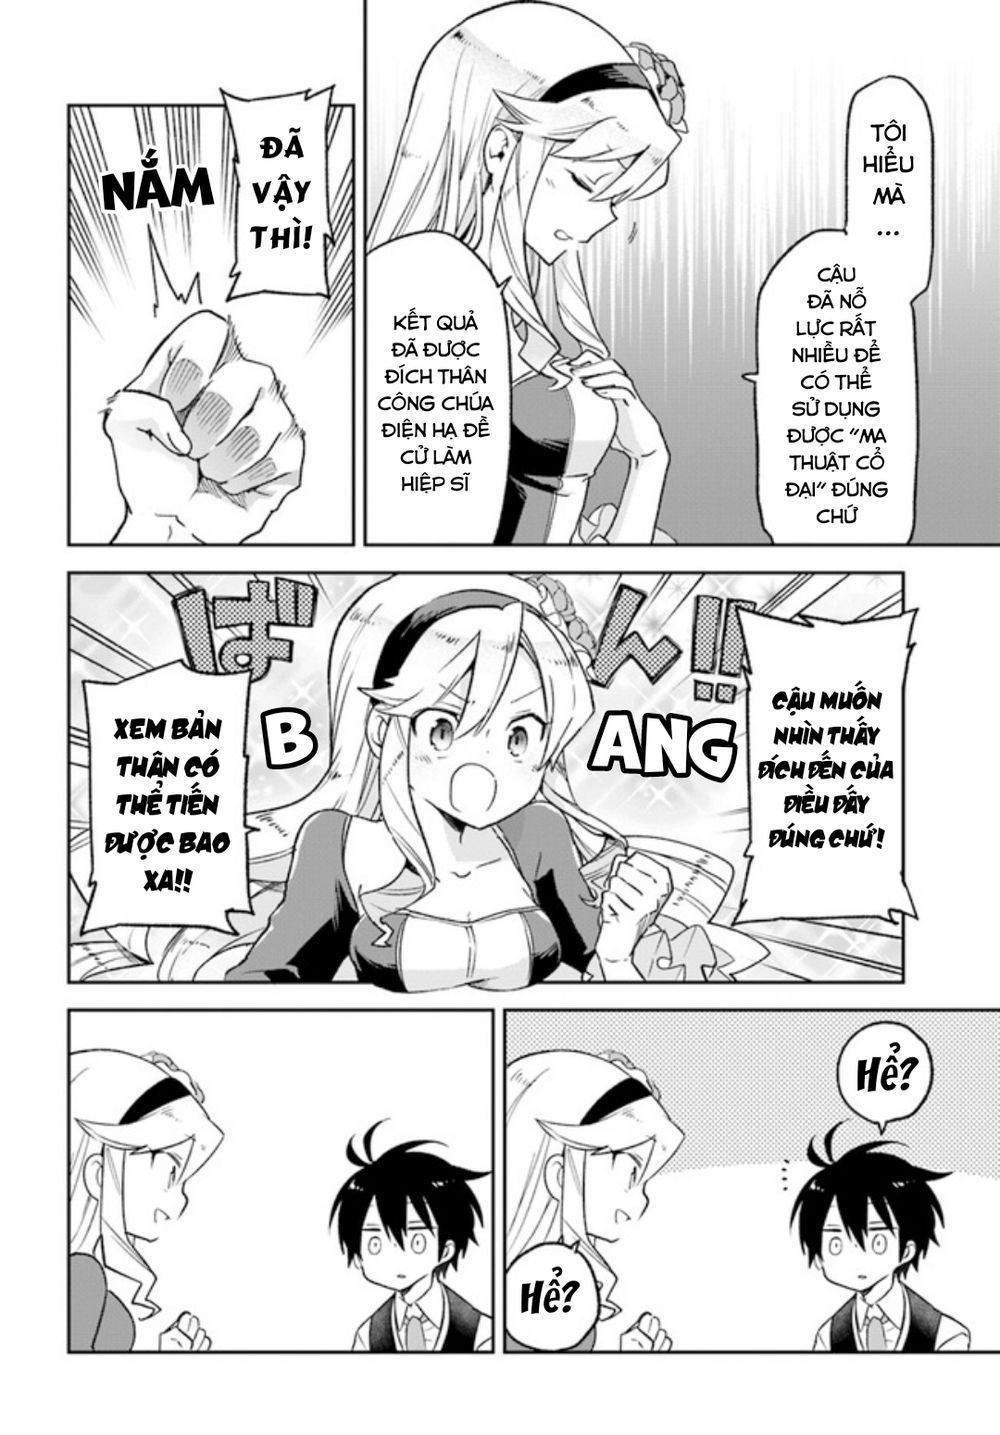 TÔI
HIỂU
MÀ
...
CẬU
ĐÃ NỖ
LỰC RẤT
NHIỀU ĐỂ
CÓ THỂ
SỬ DỤNG
ĐƯỢC “MA
THUẬT CỔ
ĐẠI” ĐÚNG
CHỨ
KẾT QUẢ
ĐÃ ĐƯỢC
ĐÍCH THÂN
CÔNG CHÚA
ĐIỆN HẠ ĐỀ
CỬ LÀM
HIỆP SĨ
ĐÃ
VẬY
THÌ!
NẮM
CẬU MUỐN
NHÌN THẤY
ĐÍCH ĐẾN CỦA
ĐIỀU ĐẤY
ĐÚNG CHỨ!
ばん!!
B ANG
XEM BẢN
THÂN CÓ
THỂ TIẾN
ĐƯỢC BAO
XA!!
HỂ?
HỂ?